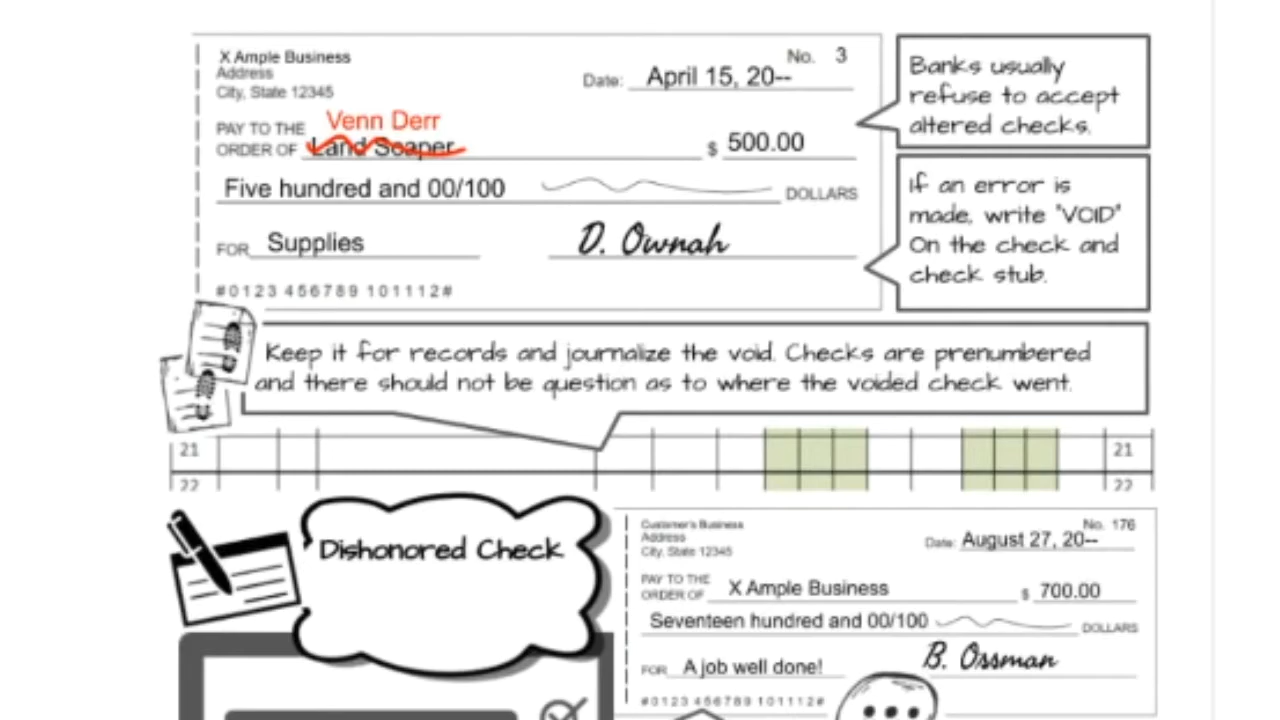 X Ample Business
Address
City, State 12345
No. 3
Date: April 15, 20--
Venn Derr
PAY TO THE
ORDER OF Land Scaper
$ 500.00
Five hundred and 00/100 DOLLARS
FOR Supplies
D. Ownah
#0123 456789 101112#
Banks usually
refuse to accept
altered checks.
If an error is
made, write "VOID"
On the check and
check stub.
Keep it for records and journalize the void. Checks are prenumbered
and there should not be question as to where the voided check went.
21 21
22 22
Dishonored Check
Customer's Business
Address
City, State 12345
No. 176
Date: August 27, 20--
PAY TO THE
ORDER OF X Ample Business
$ 700.00
Seventeen hundred and 00/100 DOLLARS
FOR A job well done!
B. Ossman
#0123 456789 101112#